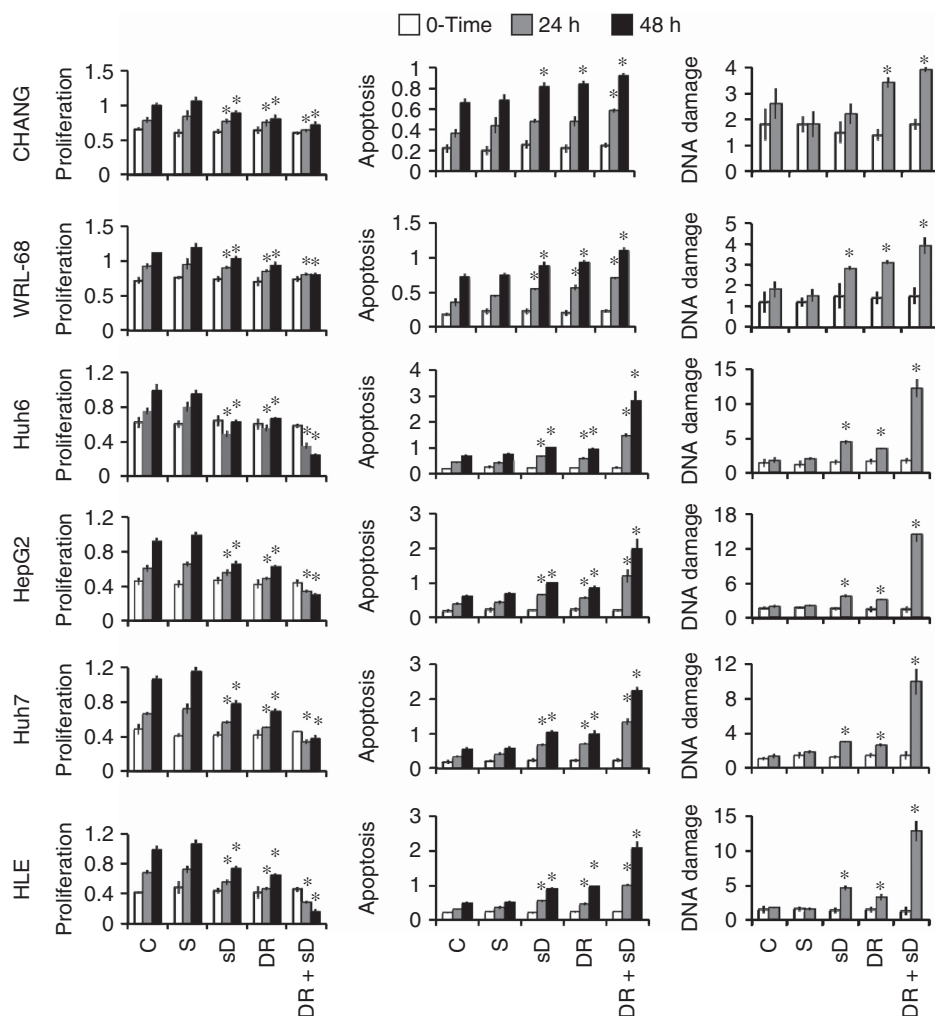 0-Time 24 h 48 h
CHANG
Proliferation
1.5
1
0.5
0
* * * * * *
Apoptosis
1
0.8
0.6
0.4
0.2
0
* * * *
DNA damage
4
3
2
1
0
* *
WRL-68
Proliferation
1.5
1
0.5
0
* * * * * *
Apoptosis
1.5
1
0.5
0
* * * * * *
DNA damage
5
4
3
2
1
0
* * *
Huh6
Proliferation
1.2
0.8
0.4
0
* * * * * *
Apoptosis
4
3
2
1
0
* * * * * *
DNA damage
15
10
5
0
* * *
HepG2
Proliferation
1.2
0.8
0.4
0
* * * * * *
Apoptosis
3
2
1
0
* * * * * *
DNA damage
18
12
6
0
* * *
Huh7
Proliferation
1.2
0.8
0.4
0
* * * * * *
Apoptosis
3
2
1
0
* * * * * *
DNA damage
15
10
5
0
* * *
HLE
Proliferation
1.2
0.8
0.4
0
* * * * * *
Apoptosis
3
2
1
0
* * * * * *
DNA damage
15
10
5
0
* * *
C S sD DR DR + sD
C S sD DR DR + sD
C S sD DR DR + sD